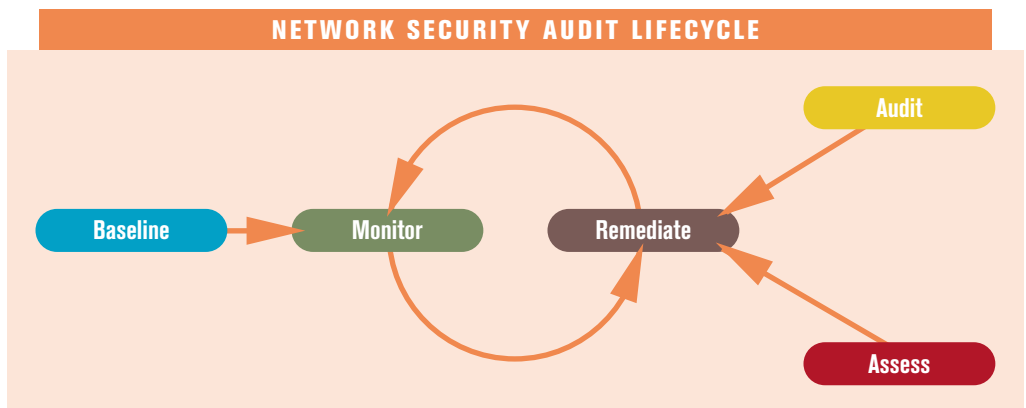 NETWORK SECURITY AUDIT LIFECYCLE
Audit
Baseline
Monitor
Remediate
Assess